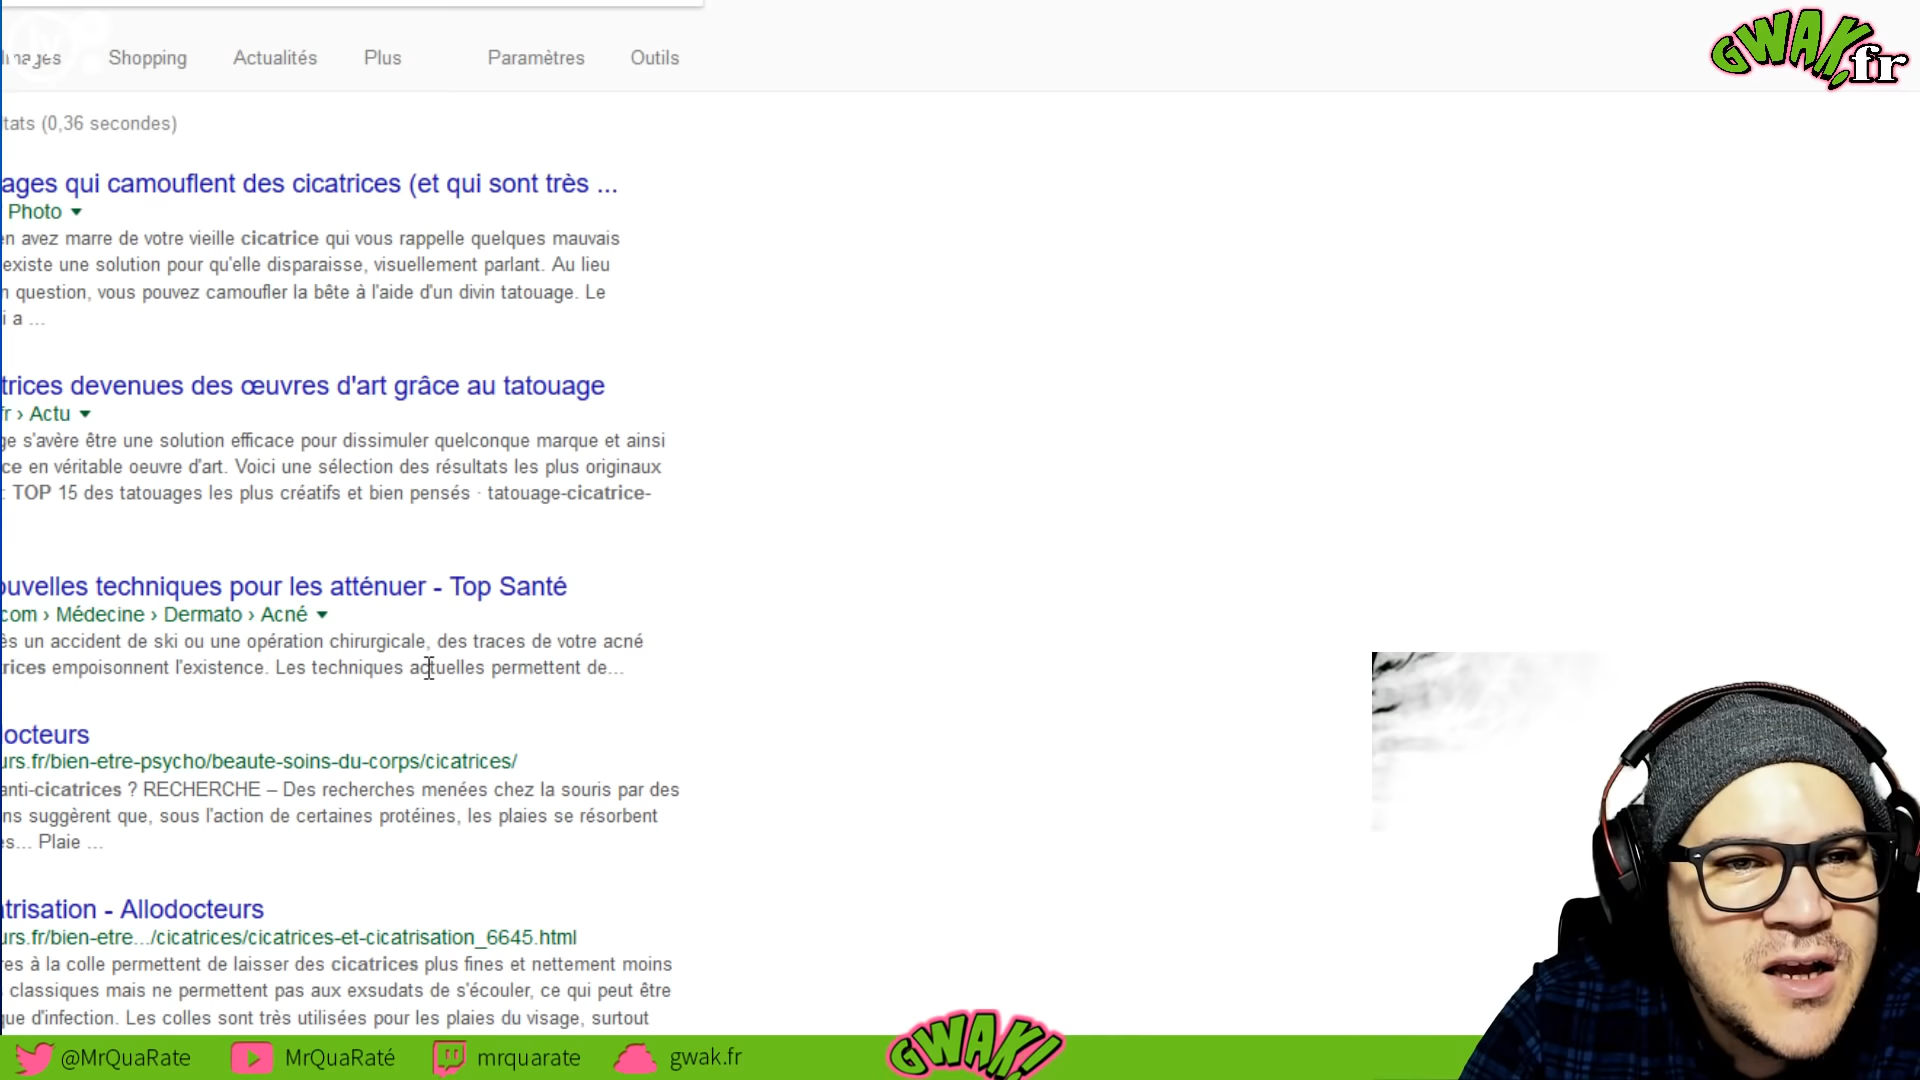 Images Shopping Actualités Plus Paramètres Outils
GWAK.fr
tats (0,36 secondes)
ages qui camouflent des cicatrices (et qui sont très ...
Photo
en avez marre de votre vieille cicatrice qui vous rappelle quelques mauvais
existe une solution pour qu'elle disparaisse, visuellement parlant. Au lieu
n question, vous pouvez camoufler la bête à l'aide d'un divin tatouage. Le
i a ...
trices devenues des œuvres d'art grâce au tatouage
fr › Actu
ge s'avère être une solution efficace pour dissimuler quelconque marque et ainsi
ce en véritable oeuvre d'art. Voici une sélection des résultats les plus originaux
: TOP 15 des tatouages les plus créatifs et bien pensés · tatouage-cicatrice-
ouvelles techniques pour les atténuer - Top Santé
com › Médecine › Dermato › Acné
ès un accident de ski ou une opération chirurgicale, des traces de votre acné
rices empoisonnent l'existence. Les techniques actuelles permettent de...
docteurs
urs.fr/bien-etre-psycho/beaute-soins-du-corps/cicatrices/
anti-cicatrices ? RECHERCHE – Des recherches menées chez la souris par des
ns suggèrent que, sous l'action de certaines protéines, les plaies se résorbent
es... Plaie ...
trisation - Allodocteurs
urs.fr/bien-etre.../cicatrices/cicatrices-et-cicatrisation_6645.html
res à la colle permettent de laisser des cicatrices plus fines et nettement moins
classiques mais ne permettent pas aux exsudats de s'écouler, ce qui peut être
que d'infection. Les colles sont très utilisées pour les plaies du visage, surtout
@MrQuaRate MrQuaRaté mrquarate gwak.fr GWAK!